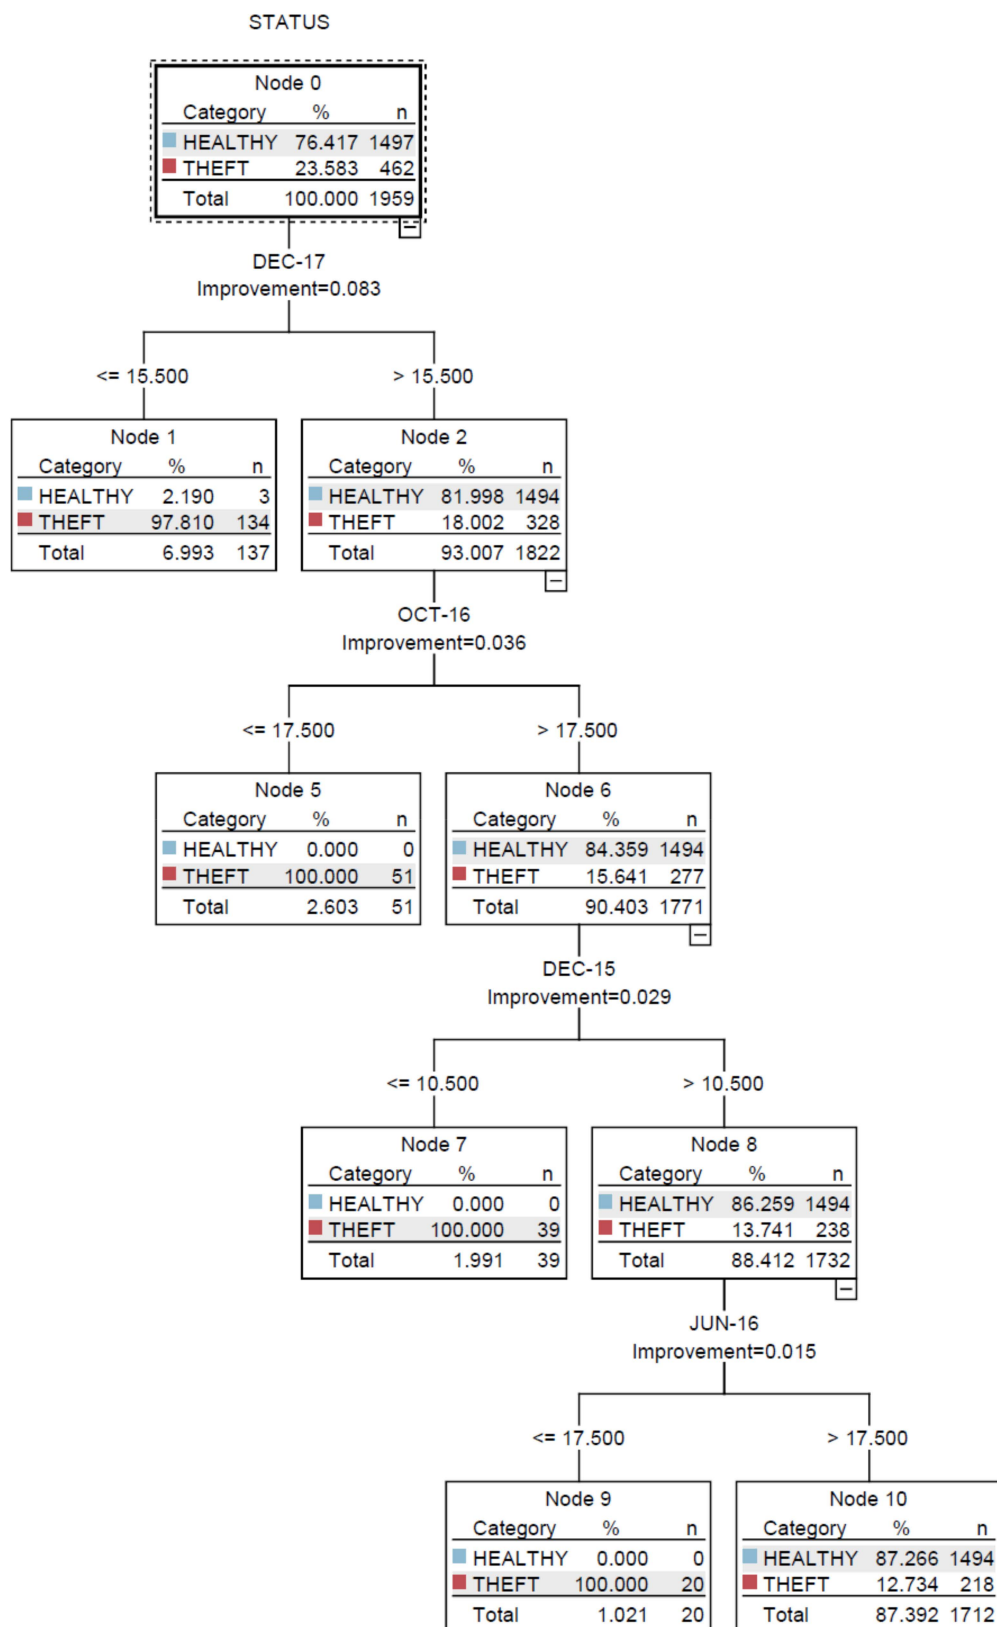 STATUS
Node 0
Category % n
HEALTHY 76.417 1497
THEFT 23.583 462
Total 100.000 1959
DEC-17
Improvement=0.083
<= 15.500 > 15.500
Node 1
Category % n
HEALTHY 2.190 3
THEFT 97.810 134
Total 6.993 137
Node 2
Category % n
HEALTHY 81.998 1494
THEFT 18.002 328
Total 93.007 1822
OCT-16
Improvement=0.036
<= 17.500 > 17.500
Node 5
Category % n
HEALTHY 0.000 0
THEFT 100.000 51
Total 2.603 51
Node 6
Category % n
HEALTHY 84.359 1494
THEFT 15.641 277
Total 90.403 1771
DEC-15
Improvement=0.029
<= 10.500 > 10.500
Node 7
Category % n
HEALTHY 0.000 0
THEFT 100.000 39
Total 1.991 39
Node 8
Category % n
HEALTHY 86.259 1494
THEFT 13.741 238
Total 88.412 1732
JUN-16
Improvement=0.015
<= 17.500 > 17.500
Node 9
Category % n
HEALTHY 0.000 0
THEFT 100.000 20
Total 1.021 20
Node 10
Category % n
HEALTHY 87.266 1494
THEFT 12.734 218
Total 87.392 1712